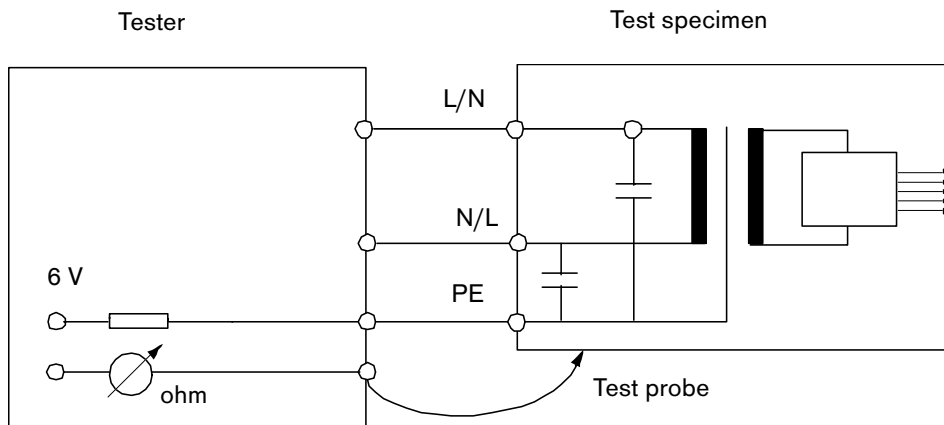 Tester
Test specimen
L/N
N/L
6 V
PE
ohm
Test probe